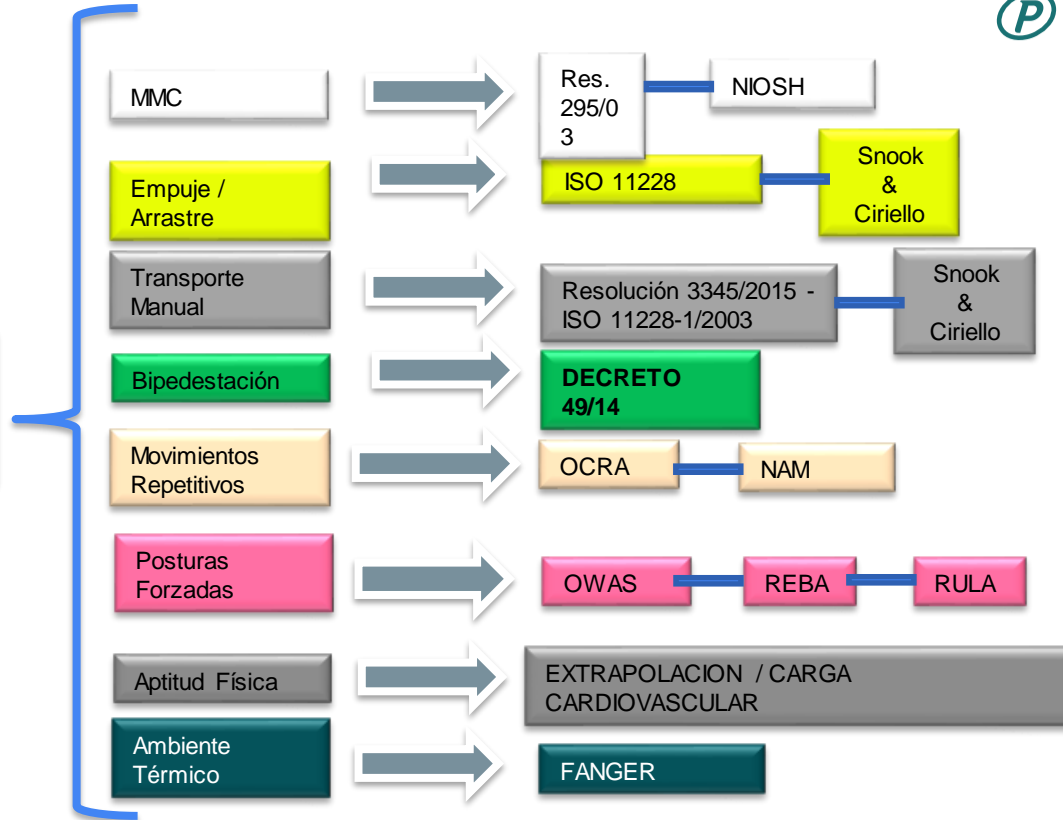 P
MMC
Res.
295/0
3
NIOSH
Empuje /
Arrastre
ISO 11228
Snook
&
Ciriello
Transporte
Manual
Resolución 3345/2015 -
ISO 11228-1/2003
Snook
&
Ciriello
Bipedestación
DECRETO
49/14
Movimientos
Repetitivos
OCRA
NAM
Posturas
Forzadas
OWAS
REBA
RULA
Aptitud Física
EXTRAPOLACION / CARGA
CARDIOVASCULAR
Ambiente
Térmico
FANGER